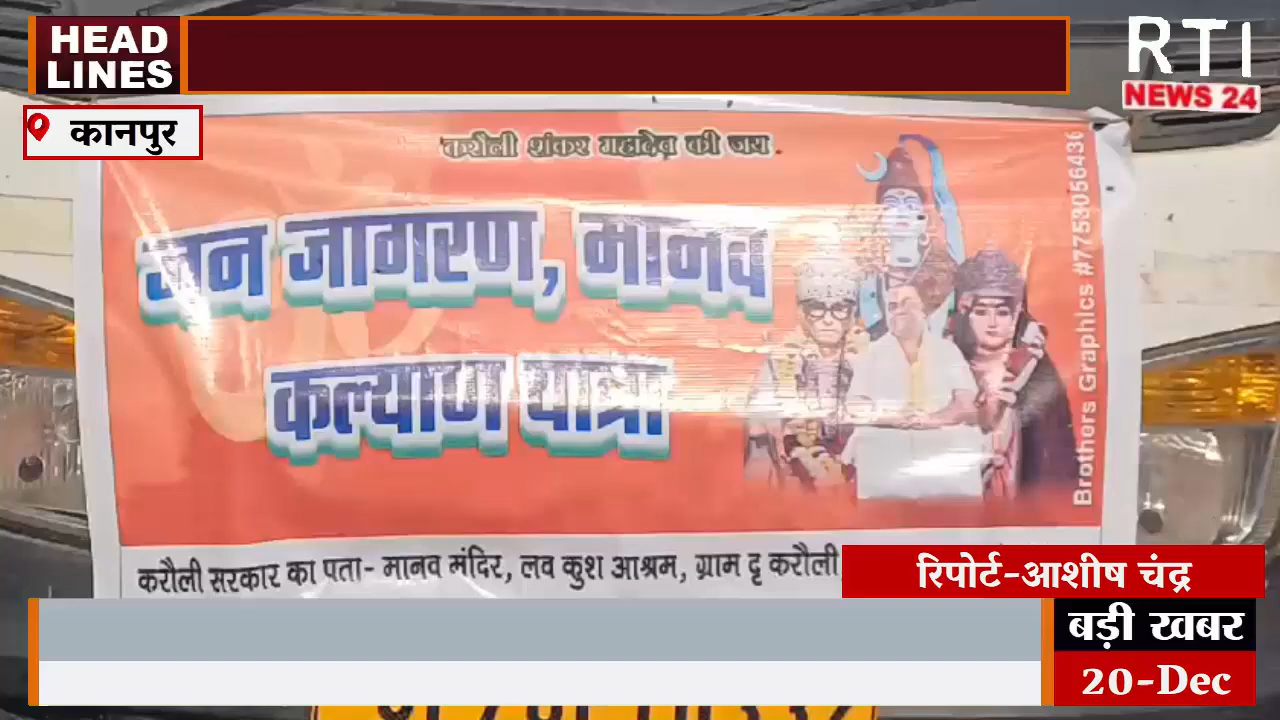 HEAD
LINES
RTI
NEWS 24
कानपुर
करौली शंकर महादेव की जय
जन जागरण, मानव
कल्याण यात्रा
Brothers Graphics #7753056436
करौली सरकार का पता- मानव मंदिर, लव कुश आश्रम, ग्राम दृ करौली
रिपोर्ट-आशीष चंद्र
बड़ी खबर
20-Dec